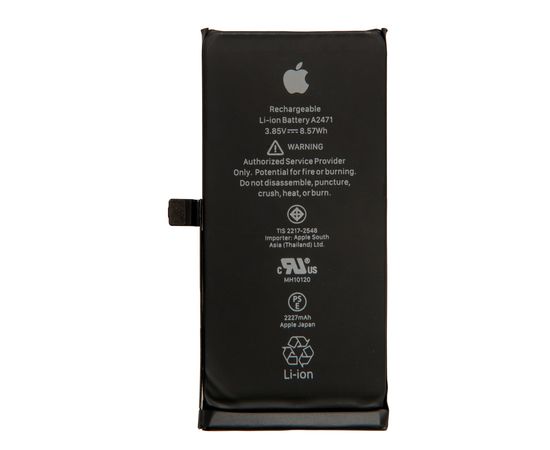 Rechargeable
Li-ion Battery A2471
3.85V⎓8.57Wh
WARNING
Authorized Service Provider
Only. Potential for fire or burning.
Do not disassemble, puncture,
crush, heat, or burn.
TIS 2217-2548
Importer: Apple South
Asia (Thailand) Ltd.
c RU US
MH10120
PS
E
2227mAh
Apple Japan
Li-ion